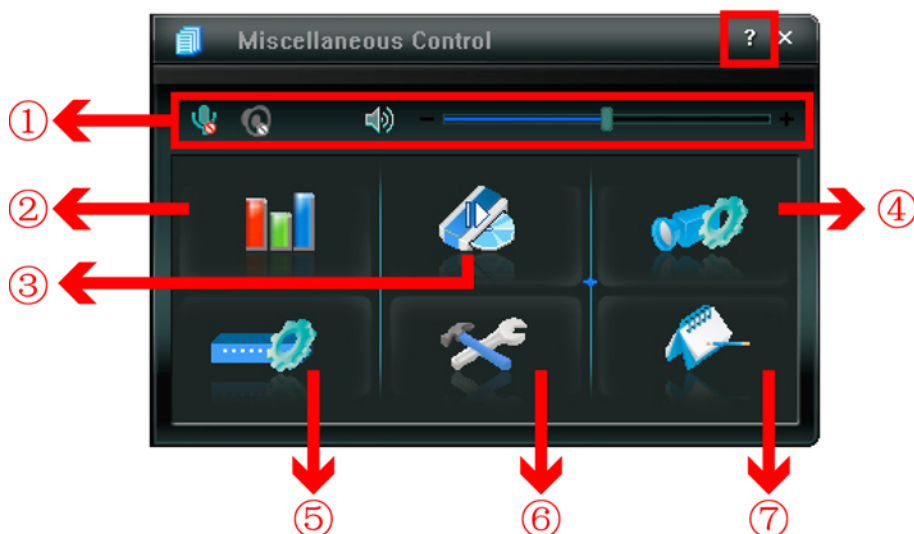 Miscellaneous Control ? ×
①
− +
②
④
③
⑤ ⑥ ⑦